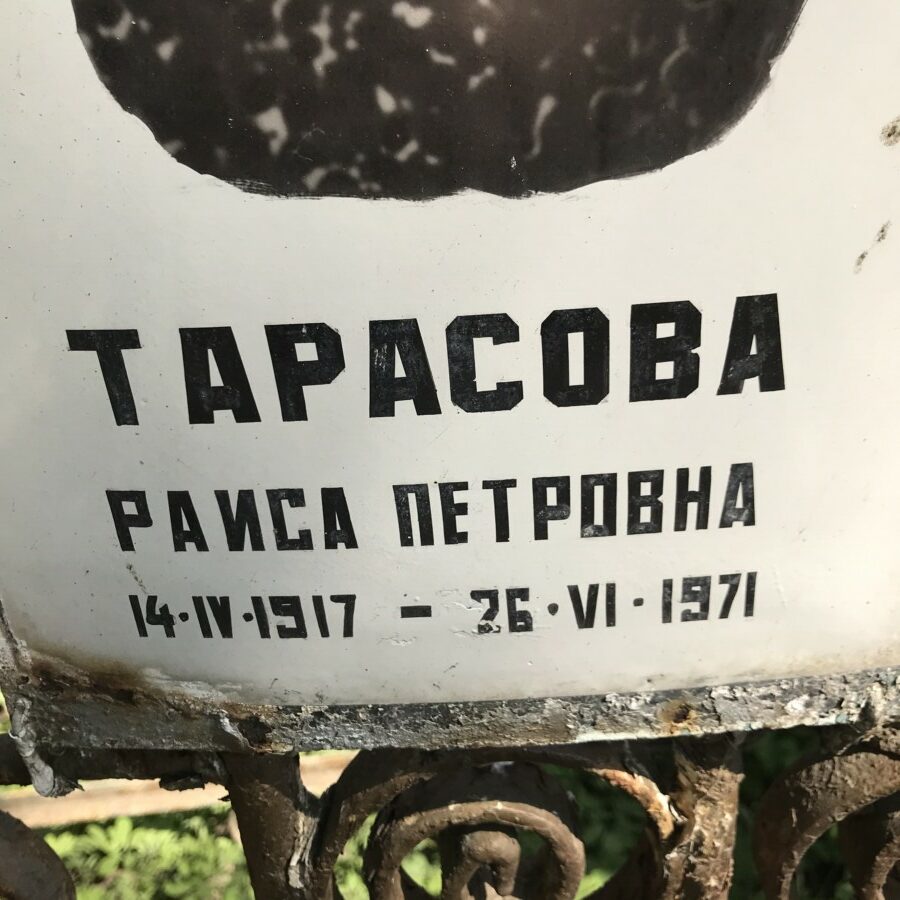 ТАРАСОВА
РАИСА ПЕТРОВНА
14·IV·1917 - 26·VI·1971